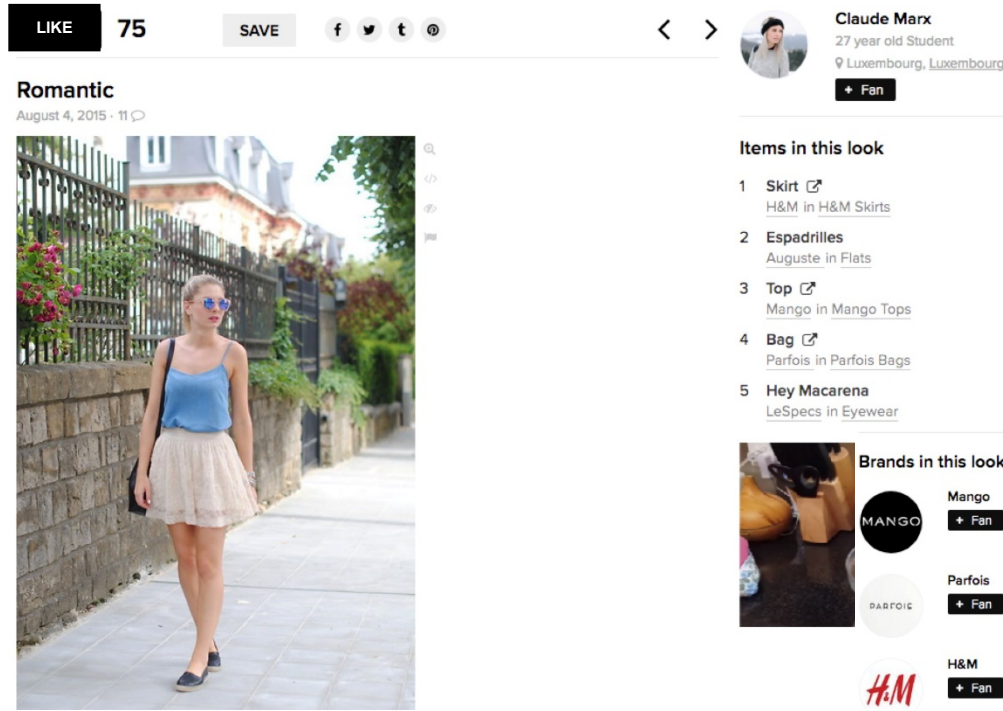 LIKE 75 SAVE
Romantic
August 4, 2015 · 11
Claude Marx
27 year old Student
Luxembourg, Luxembourg
+ Fan
Items in this look
1 Skirt
H&M in H&M Skirts
2 Espadrilles
Auguste in Flats
3 Top
Mango in Mango Tops
4 Bag
Parfois in Parfois Bags
5 Hey Macarena
LeSpecs in Eyewear
Brands in this look
MANGO
Mango
+ Fan
PARFOIS
Parfois
+ Fan
H&M
H&M
+ Fan